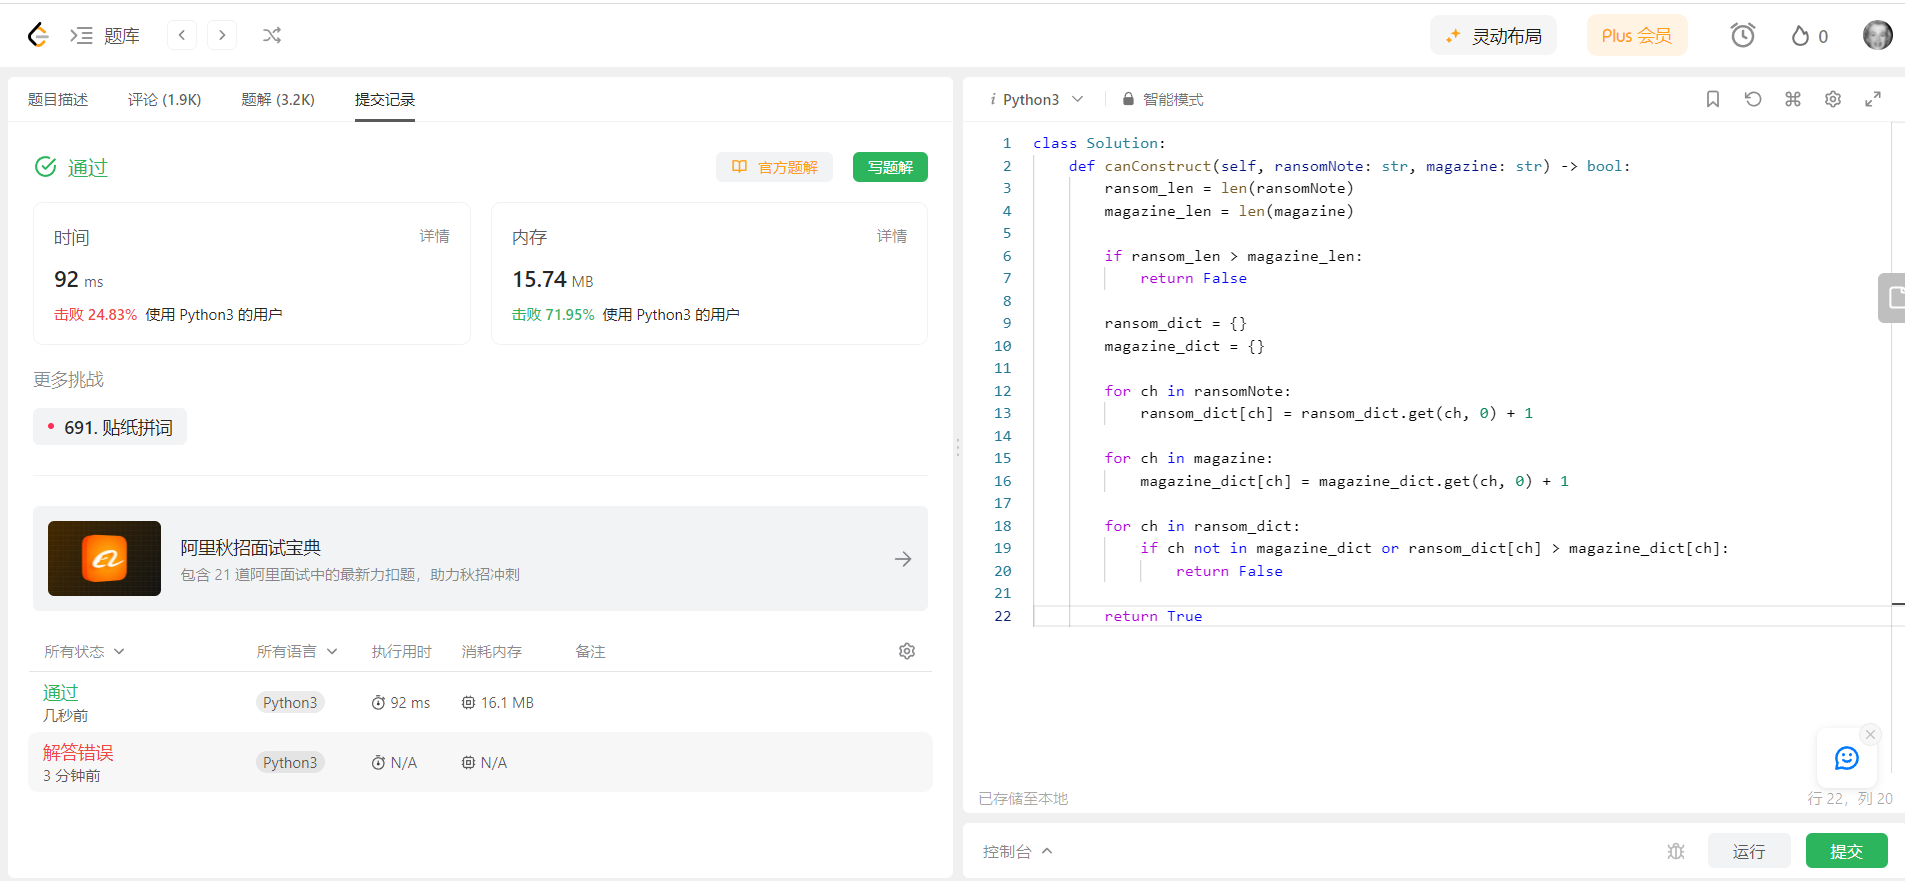 题库
灵动布局
Plus 会员
0
题目描述
评论 (1.9K)
题解 (3.2K)
提交记录
通过
官方题解
写题解
时间
详情
92 ms
击败 24.83% 使用 Python3 的用户
内存
详情
15.74 MB
击败 71.95% 使用 Python3 的用户
更多挑战
691. 贴纸拼词
阿里秋招面试宝典
包含 21 道阿里面试中的最新力扣题，助力秋招冲刺
所有状态
所有语言
执行用时
消耗内存
备注
通过
几秒前
Python3
92 ms
16.1 MB
解答错误
3 分钟前
Python3
N/A
N/A
i Python3
智能模式
1 class Solution:
2 def canConstruct(self, ransomNote: str, magazine: str) -> bool:
3 ransom_len = len(ransomNote)
4 magazine_len = len(magazine)
5
6 if ransom_len > magazine_len:
7 return False
8
9 ransom_dict = {}
10 magazine_dict = {}
11
12 for ch in ransomNote:
13 ransom_dict[ch] = ransom_dict.get(ch, 0) + 1
14
15 for ch in magazine:
16 magazine_dict[ch] = magazine_dict.get(ch, 0) + 1
17
18 for ch in ransom_dict:
19 if ch not in magazine_dict or ransom_dict[ch] > magazine_dict[ch]:
20 return False
21
22 return True
已存储至本地
行 22，列 20
控制台
运行
提交